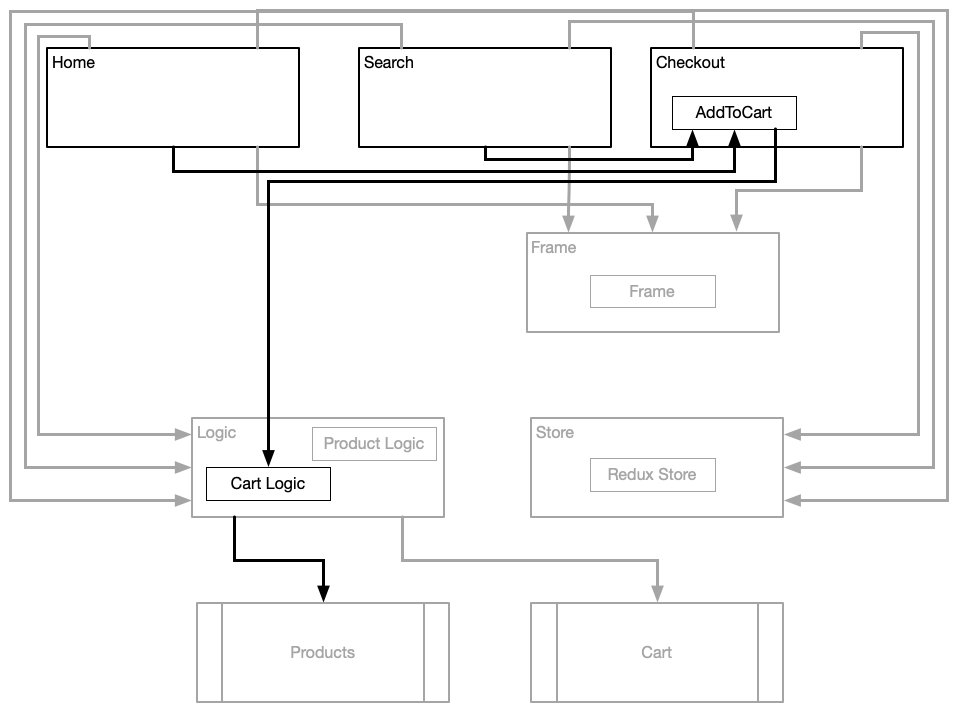 Home
Search
Checkout
AddToCart
Frame
Frame
Logic
Product Logic
Cart Logic
Store
Redux Store
Products
Cart